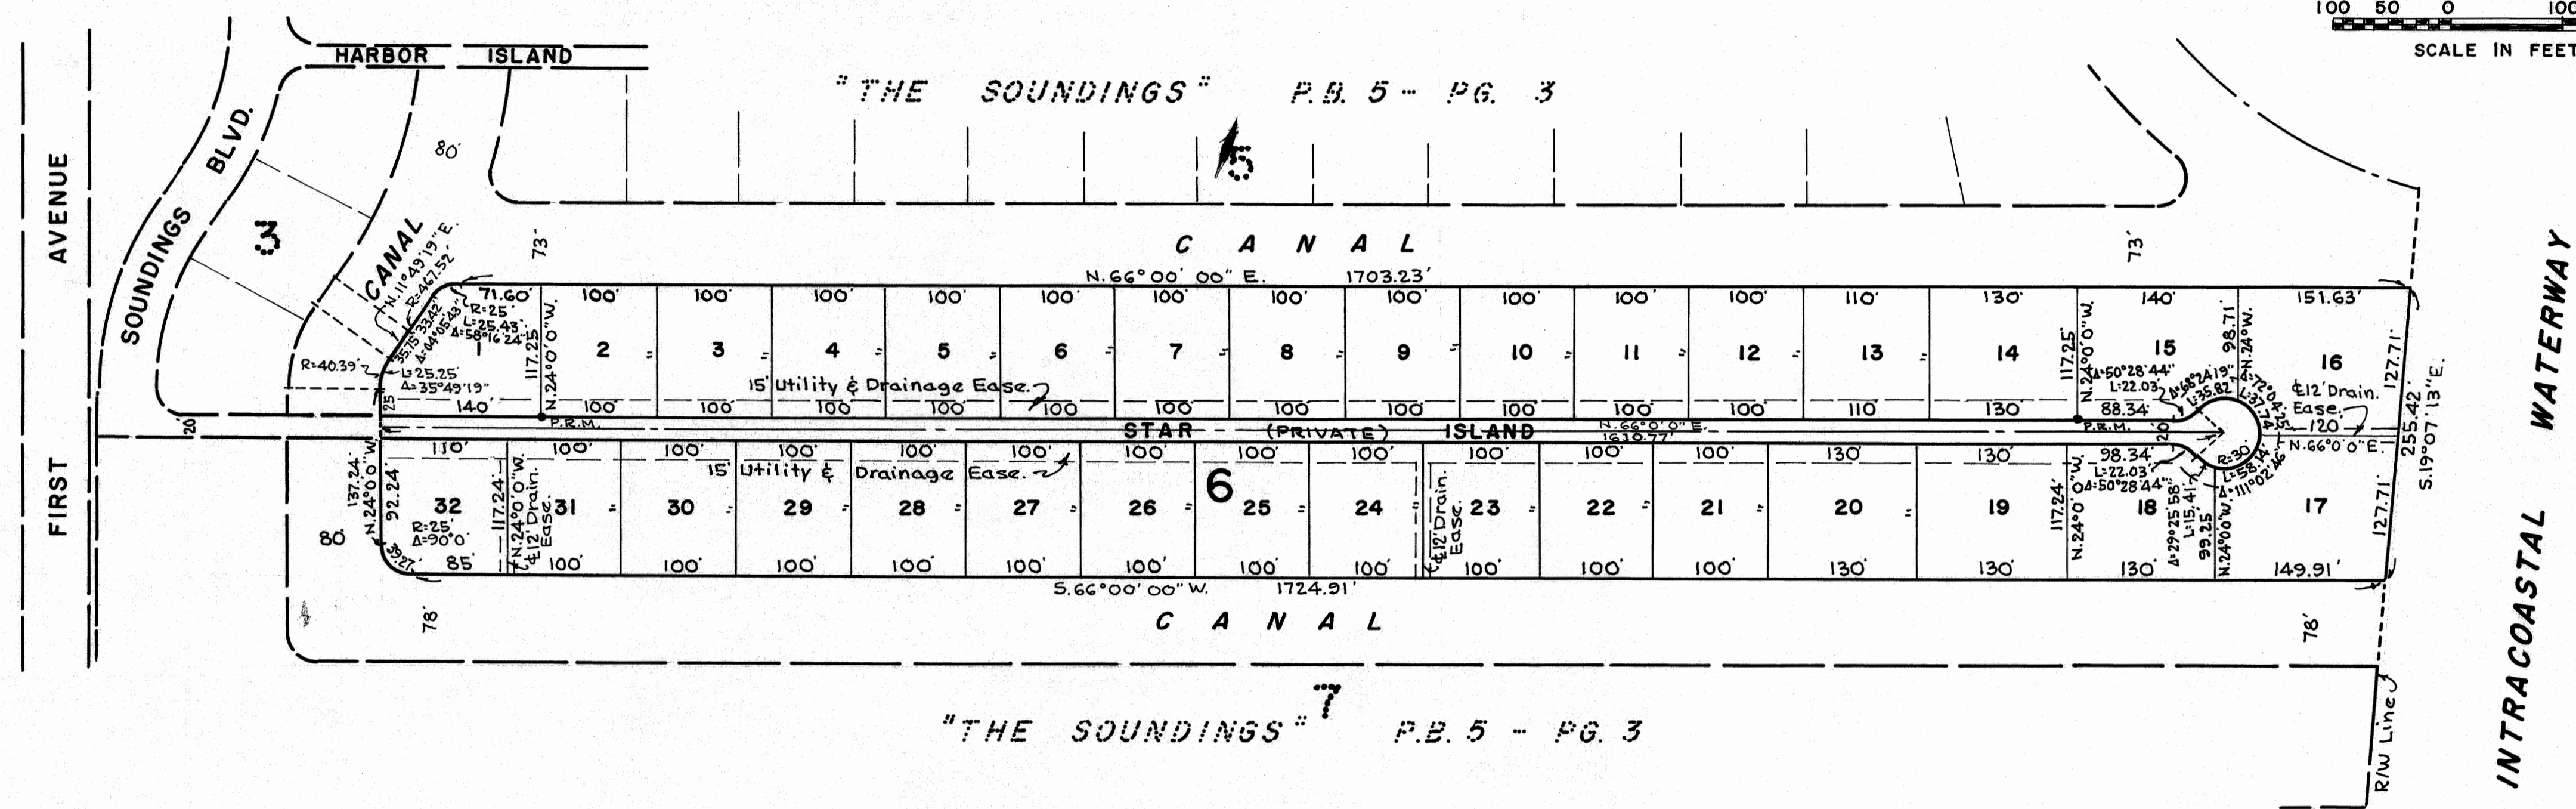 100 50 0 100
SCALE IN FEET
HARBOR ISLAND
"THE SOUNDINGS" P.B. 5 - PG. 3
5
AVENUE
FIRST
SOUNDINGS BLVD.
3
80'
CANAL
N.11°49'19"E.
R=467.52'
35.75'
33.42'
Δ=04°05'43"
R=25'
L=25.43'
Δ=58°16'24"
R=40.39'
L=25.25'
Δ=35°49'19"
73'
CANAL
73'
N.66°00'00"E. 1703.23'
71.60' 100' 100' 100' 100' 100' 100' 100' 100' 100' 100' 100' 110' 130' 140' 151.63'
117.25'
N.24°0'0"W.
1 2 3 4 5 6 7 8 9 10 11 12 13 14 15 16
117.25'
N.24°0'0"W.
98.71'
N.24°W.
127.71'
15' Utility & Drainage Ease.
Δ=50°28'44"
L=22.03'
Δ=68°24'19"
L=35.82'
L=37.74'
℄12' Drain.
Ease.
25
140' 100' 100' 100' 100' 100' 100' 100' 100' 100' 100' 100' 110' 130' 88.34'
P.R.M.
P.R.M.
120
20'
STAR (PRIVATE) ISLAND
N.66°0'0"E.
1630.77'
20'
N.66°0'0"E.
255.42'
S.19°07'13"E.
110' 100' 100' 100' 100' 100' 100' 100' 100' 100' 100' 100' 130' 130' 98.34'
15' Utility & Drainage Ease.
R=30'
L=58.14'
Δ=111°02'46"
L=22.03'
Δ=50°28'44"
137.24'
N.24°0'0"W.
92.24'
32 31 30 29 28 27 26 6 25 24 23 22 21 20 19 18 17
R=25'
Δ=90°0'
39.27'
117.24'
N.24°0'0"W.
℄12' Drain.
Ease.
℄12' Drain.
Ease.
117.24'
N.24°0'0"W.
Δ=29°25'58"
L=15.41'
99.25'
N.24°00'W.
127.71'
80'
85' 100' 100' 100' 100' 100' 100' 100' 100' 100' 100' 100' 130' 130' 130' 149.91'
S.66°00'00"W. 1724.91'
78'
CANAL
78'
7
"THE SOUNDINGS" P.B. 5 - PG. 3
R/W Line
INTRACOASTAL WATERWAY